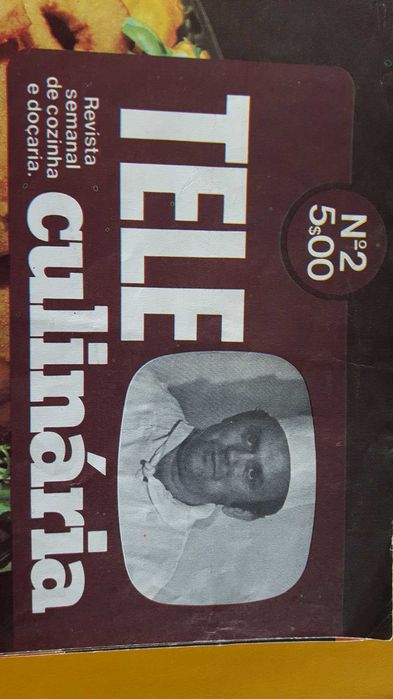 Nº2
5$00
TELE
culinária
Revista
semanal
de cozinha
e doçaria.